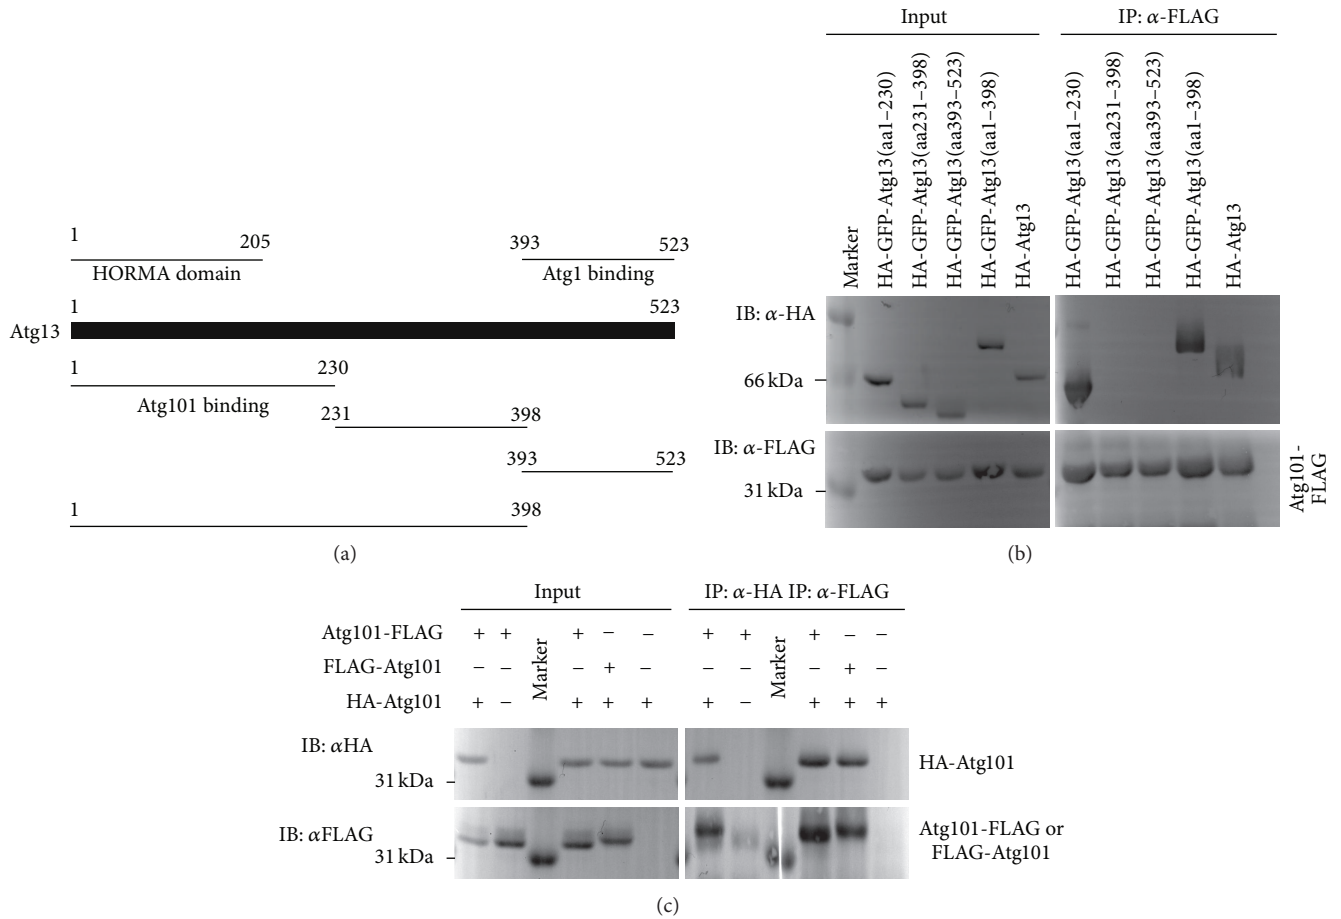 1
205
HORMA domain
393
523
Atg1 binding
1
523
Atg13
1
230
Atg101 binding
231
398
393
523
1
398
(a)
Input
IP: α-FLAG
Marker
HA-GFP-Atg13(aa1–230)
HA-GFP-Atg13(aa231–398)
HA-GFP-Atg13(aa393–523)
HA-GFP-Atg13(aa1–398)
HA-Atg13
HA-GFP-Atg13(aa1–230)
HA-GFP-Atg13(aa231–398)
HA-GFP-Atg13(aa393–523)
HA-GFP-Atg13(aa1–398)
HA-Atg13
IB: α-HA
66 kDa
IB: α-FLAG
31 kDa
Atg101-
FLAG
(b)
Input
IP: α-HA IP: α-FLAG
Atg101-FLAG + + + − − + + + − −
FLAG-Atg101 − − − + − − − − + −
HA-Atg101 + − + + + + − + + +
Marker
Marker
IB: αHA
31 kDa
HA-Atg101
IB: αFLAG
31 kDa
Atg101-FLAG or
FLAG-Atg101
(c)